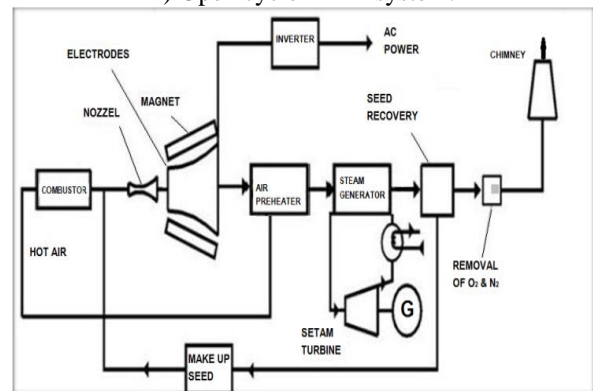 INVERTER
AC
POWER
ELECTRODES
MAGNET
NOZZEL
CHIMNEY
SEED
RECOVERY
COMBUSTOR
AIR
PREHEATER
STEAM
GENERATOR
HOT AIR
REMOVAL
OF O₂ & N₂
G
SETAM
TURBINE
MAKE UP
SEED